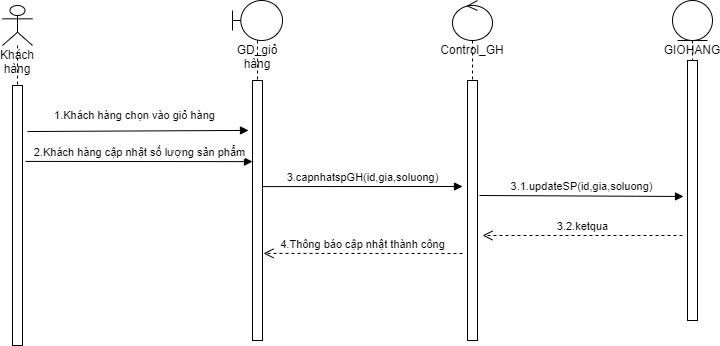 Khách
hàng
GD_giỏ
hàng
Control_GH
GIOHANG
1.Khách hàng chọn vào giỏ hàng
2.Khách hàng cập nhật số lượng sản phẩm
3.capnhatspGH(id,gia,soluong)
3.1.updateSP(id,gia,soluong)
3.2.ketqua
4.Thông báo cập nhật thành công